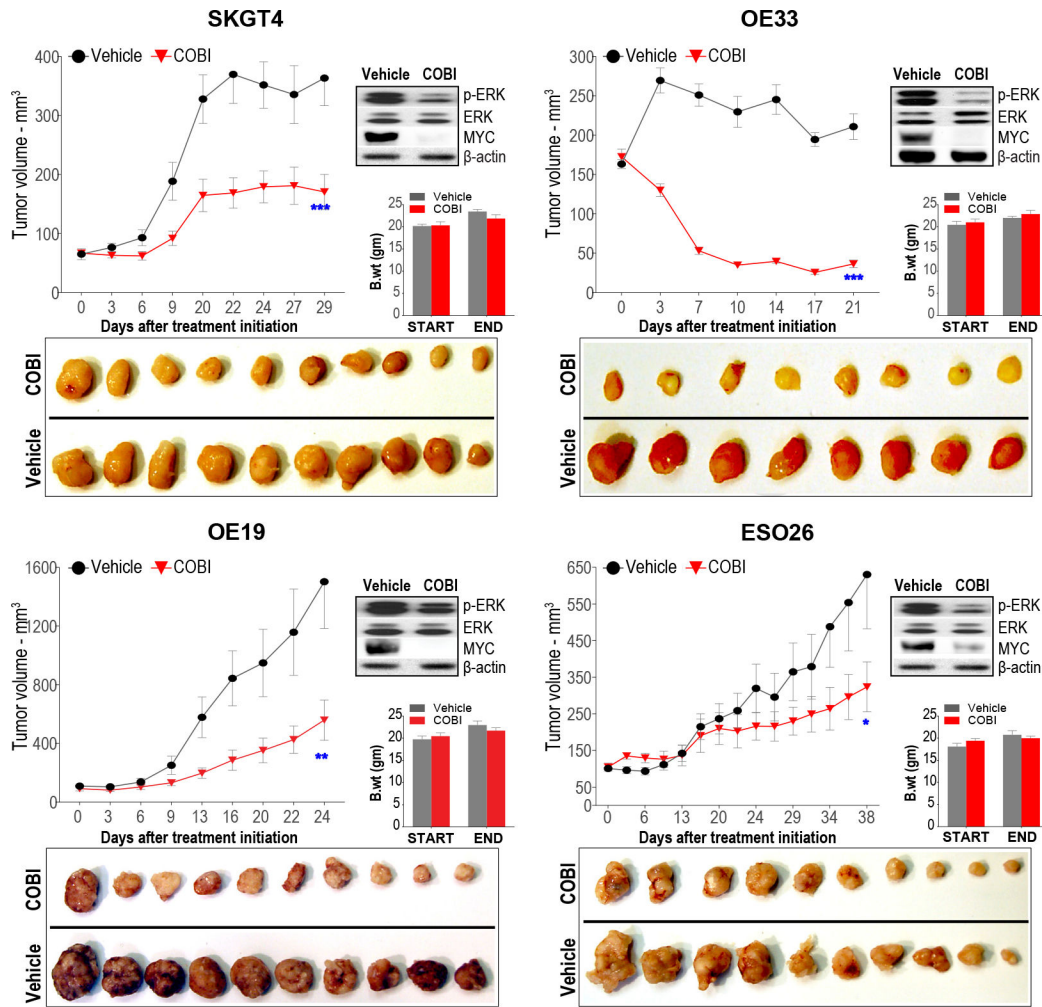 SKGT4
Vehicle COBI
Tumor volume - mm³
400
300
200
100
0
0 3 6 9 20 22 24 27 29
Days after treatment initiation
***
Vehicle COBI
p-ERK
ERK
MYC
β-actin
Vehicle
COBI
B.wt (gm)
25
20
15
10
5
0
START END
COBI
Vehicle
OE33
Vehicle COBI
Tumor volume - mm³
300
250
200
150
100
50
0
0 3 7 10 14 17 21
Days after treatment initiation
***
Vehicle COBI
p-ERK
ERK
MYC
β-actin
Vehicle
COBI
B.wt (gm)
25
20
15
10
5
0
START END
COBI
Vehicle
OE19
Vehicle COBI
Tumor volume - mm³
1600
1200
800
400
0
0 3 6 9 13 16 20 22 24
Days after treatment initiation
**
Vehicle COBI
p-ERK
ERK
MYC
β-actin
Vehicle
COBI
B.wt (gm)
25
20
15
10
5
0
START END
COBI
Vehicle
ESO26
Vehicle COBI
Tumor volume - mm³
650
550
450
350
250
150
50
0 6 13 20 24 29 34 38
Days after treatment initiation
*
Vehicle COBI
p-ERK
ERK
MYC
β-actin
Vehicle
COBI
B.wt (gm)
25
20
15
10
5
0
START END
COBI
Vehicle